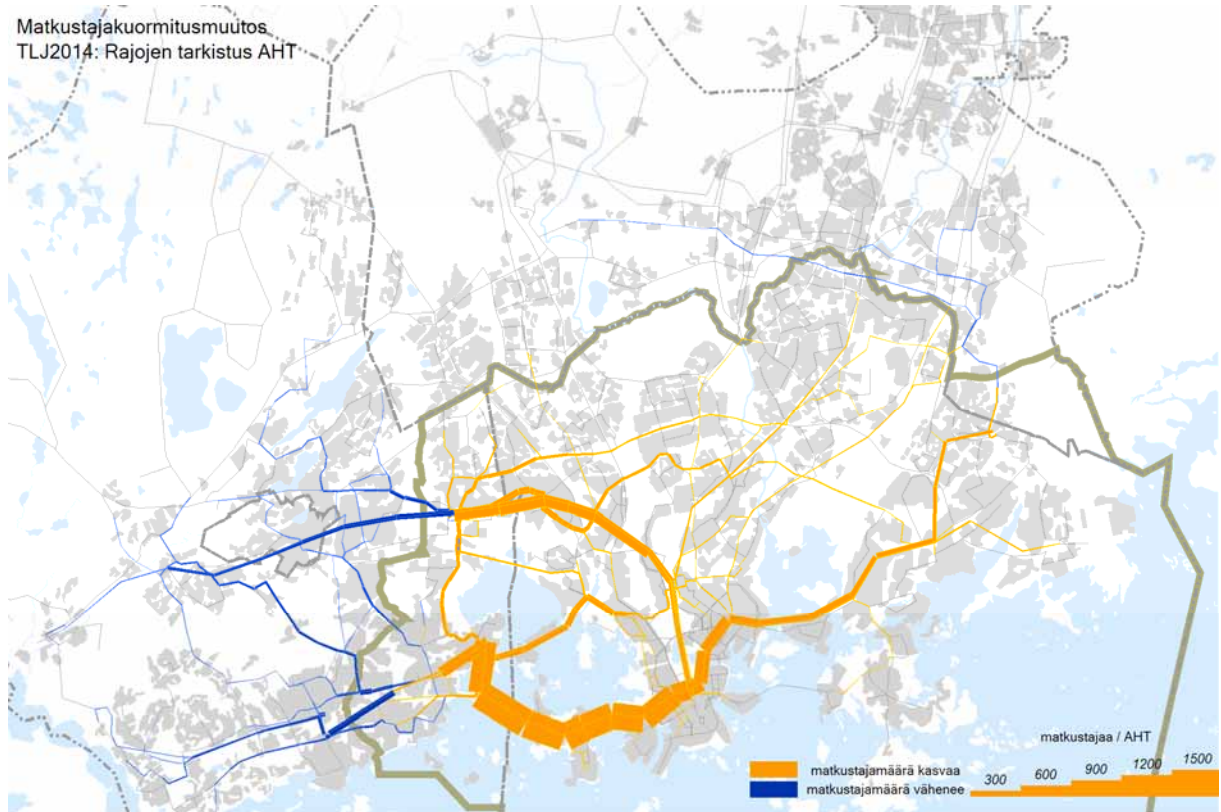 Matkustajakuormitusmuutos
TLJ2014: Rajojen tarkistus AHT
matkustajaa / AHT
300 600 900 1200 1500
matkustajamäärä kasvaa
matkustajamäärä vähenee